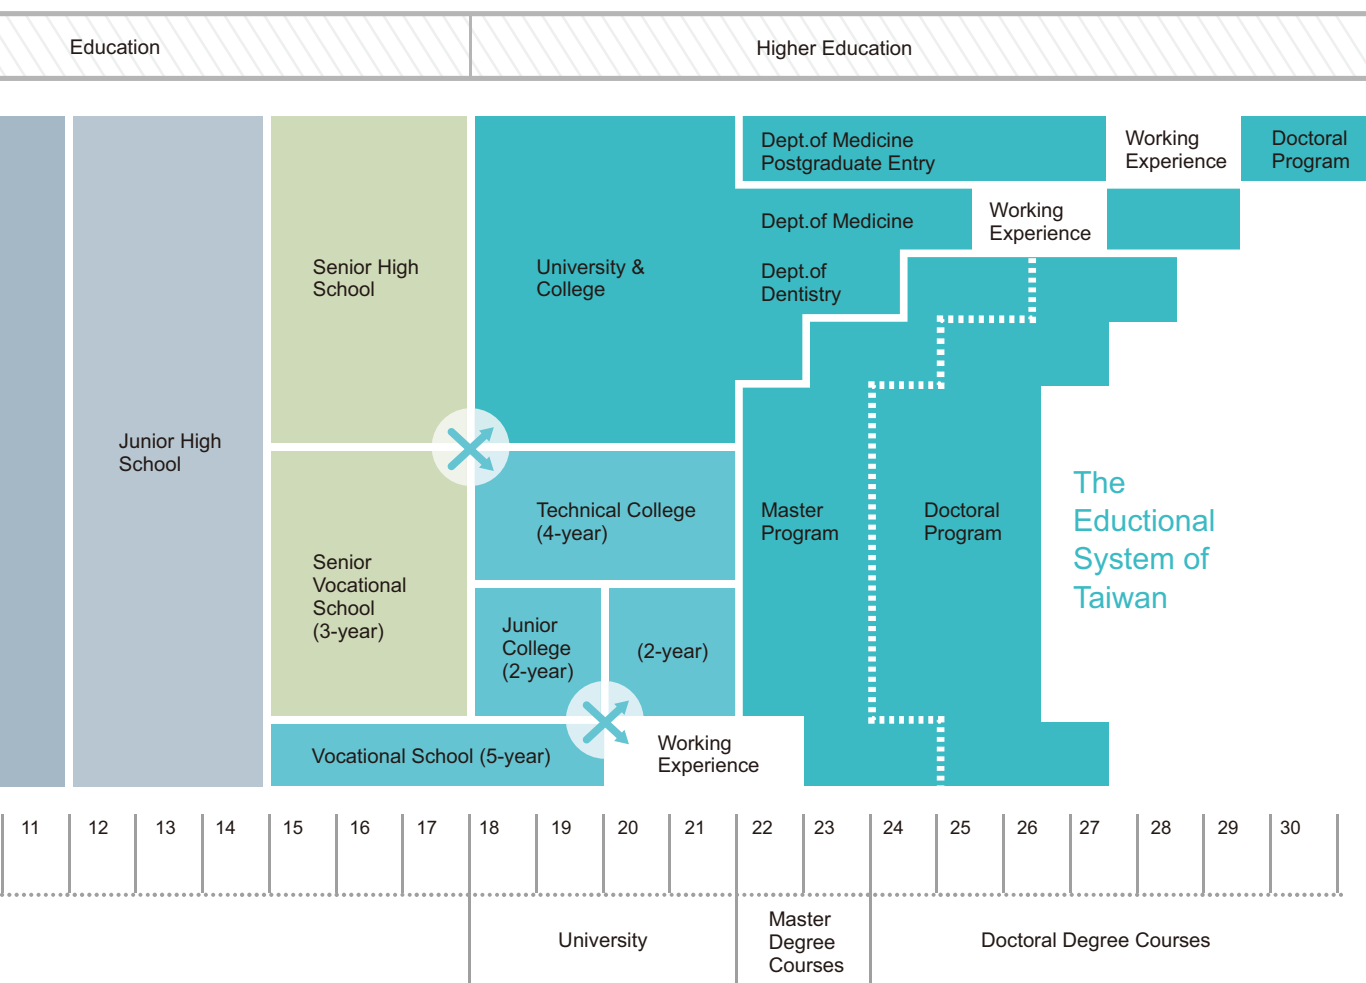 Education
Higher Education
Dept.of Medicine
Postgraduate Entry
Working
Experience
Doctoral
Program
Dept.of Medicine
Working
Experience
Senior High
School
University &
College
Dept.of
Dentistry
Junior High
School
Technical College
(4-year)
Master
Program
Doctoral
Program
The
Eductional
System of
Taiwan
Senior
Vocational
School
(3-year)
Junior
College
(2-year)
(2-year)
Vocational School (5-year)
Working
Experience
11 12 13 14 15 16 17 18 19 20 21 22 23 24 25 26 27 28 29 30
University
Master
Degree
Courses
Doctoral Degree Courses